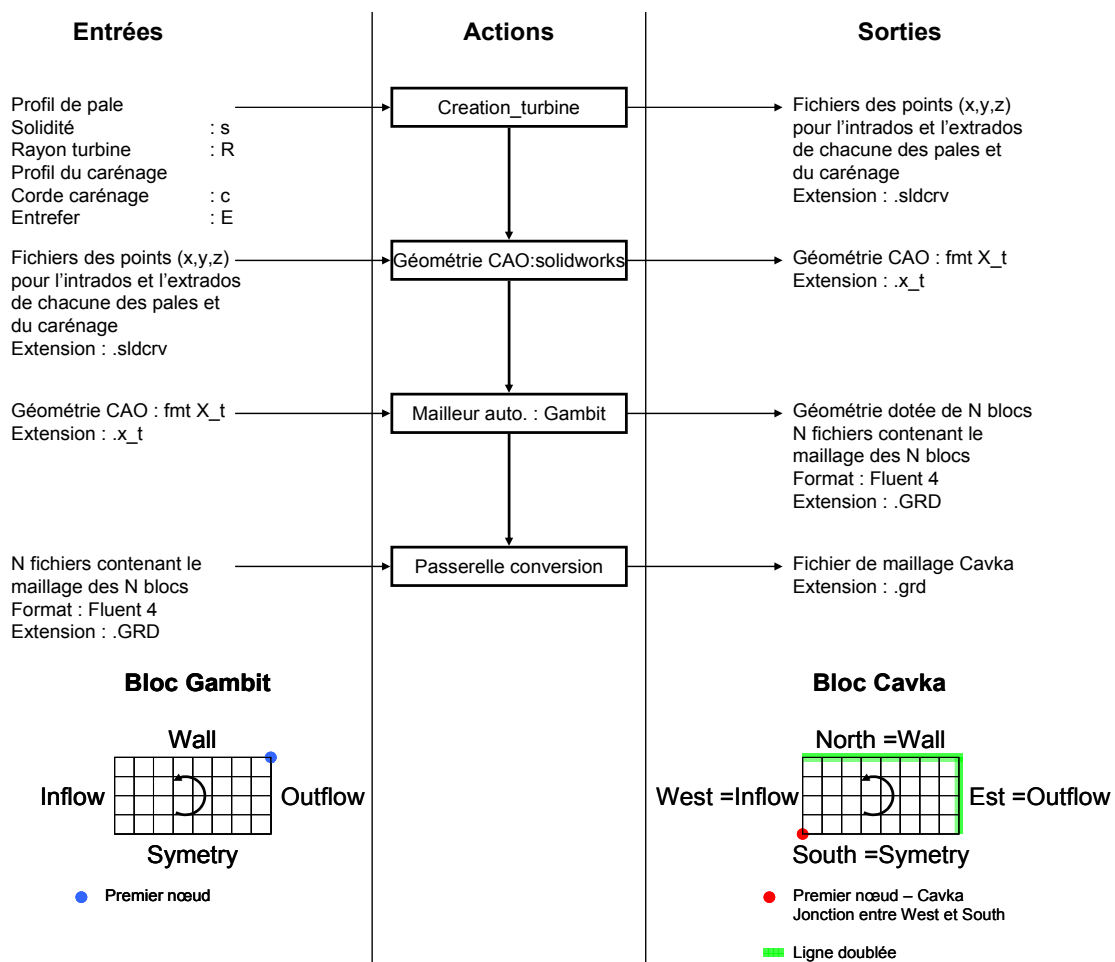 Entrées
Actions
Sorties
Profil de pale
Solidité : s
Rayon turbine : R
Profil du carénage
Corde carénage : c
Entrefer : E
Creation_turbine
Fichiers des points (x,y,z)
pour l'intrados et l'extrados
de chacune des pales et
du carénage
Extension : .sldcrv
Fichiers des points (x,y,z)
pour l'intrados et l'extrados
de chacune des pales et
du carénage
Extension : .sldcrv
Géométrie CAO:solidworks
Géométrie CAO : fmt X_t
Extension : .x_t
Géométrie CAO : fmt X_t
Extension : .x_t
Mailleur auto. : Gambit
Géométrie dotée de N blocs
N fichiers contenant le
maillage des N blocs
Format : Fluent 4
Extension : .GRD
N fichiers contenant le
maillage des N blocs
Format : Fluent 4
Extension : .GRD
Passerelle conversion
Fichier de maillage Cavka
Extension : .grd
Bloc Gambit
Wall
Inflow
Outflow
Symetry
Premier nœud
Bloc Cavka
North =Wall
West =Inflow
Est =Outflow
South =Symetry
Premier nœud – Cavka
Jonction entre West et South
Ligne doublée